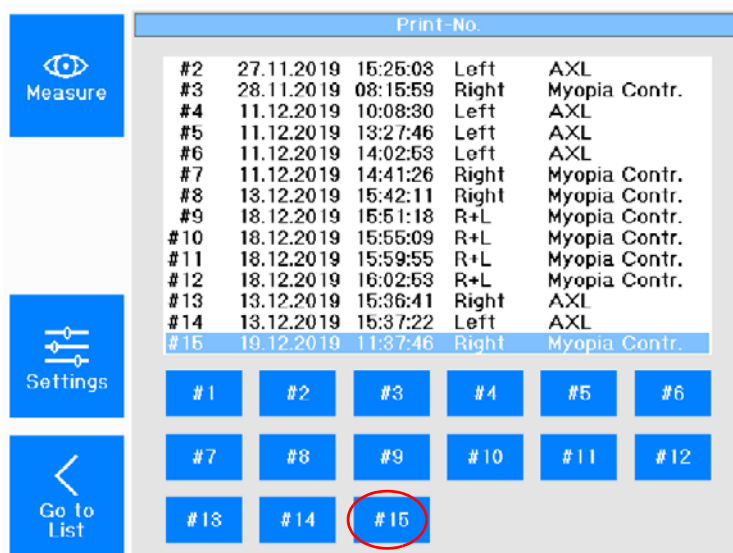 Print-No.
Measure
#2 27.11.2019 15:25:03 Left AXL
#3 28.11.2019 08:15:59 Right Myopia Contr.
#4 11.12.2019 10:08:30 Left AXL
#5 11.12.2019 13:27:46 Left AXL
#6 11.12.2019 14:02:53 Left AXL
#7 11.12.2019 14:41:26 Right Myopia Contr.
#8 13.12.2019 15:42:11 Right Myopia Contr.
#9 18.12.2019 15:51:18 R+L Myopia Contr.
#10 18.12.2019 15:55:09 R+L Myopia Contr.
#11 18.12.2019 15:59:55 R+L Myopia Contr.
#12 18.12.2019 16:02:53 R+L Myopia Contr.
#13 13.12.2019 15:36:41 Right AXL
#14 13.12.2019 15:37:22 Left AXL
#15 19.12.2019 11:37:46 Right Myopia Contr.
Settings
#1 #2 #3 #4 #5 #6
#7 #8 #9 #10 #11 #12
Go to
List
#13 #14 #15